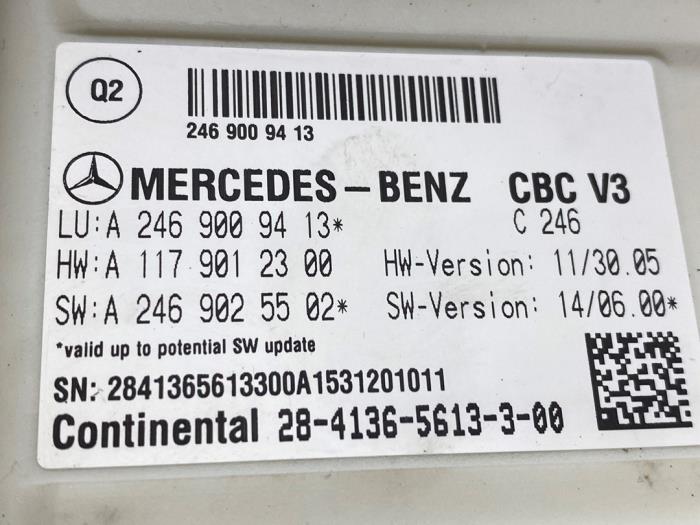 Q2
246 900 94 13
MERCEDES-BENZ CBC V3
LU:A 246 900 94 13* C 246
HW:A 117 901 23 00 HW-Version: 11/30.05
SW:A 246 902 55 02* SW-Version: 14/06.00*
*valid up to potential SW update
SN: 2841365613300A1531201011
Continental 28-4136-5613-3-00